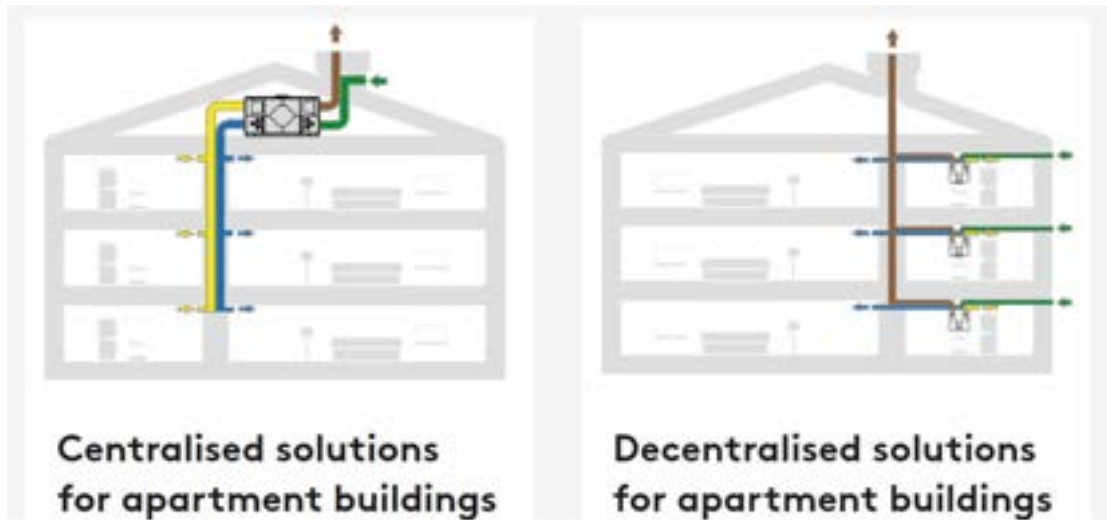 Centralised solutions
for apartment buildings
Decentralised solutions
for apartment buildings